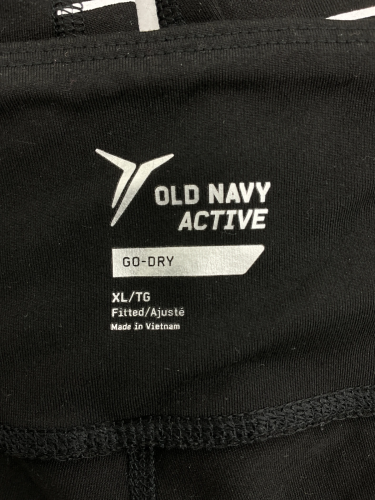 OLD NAVY
ACTIVE
GO-DRY
XL/TG
Fitted/Ajusté
Made in Vietnam